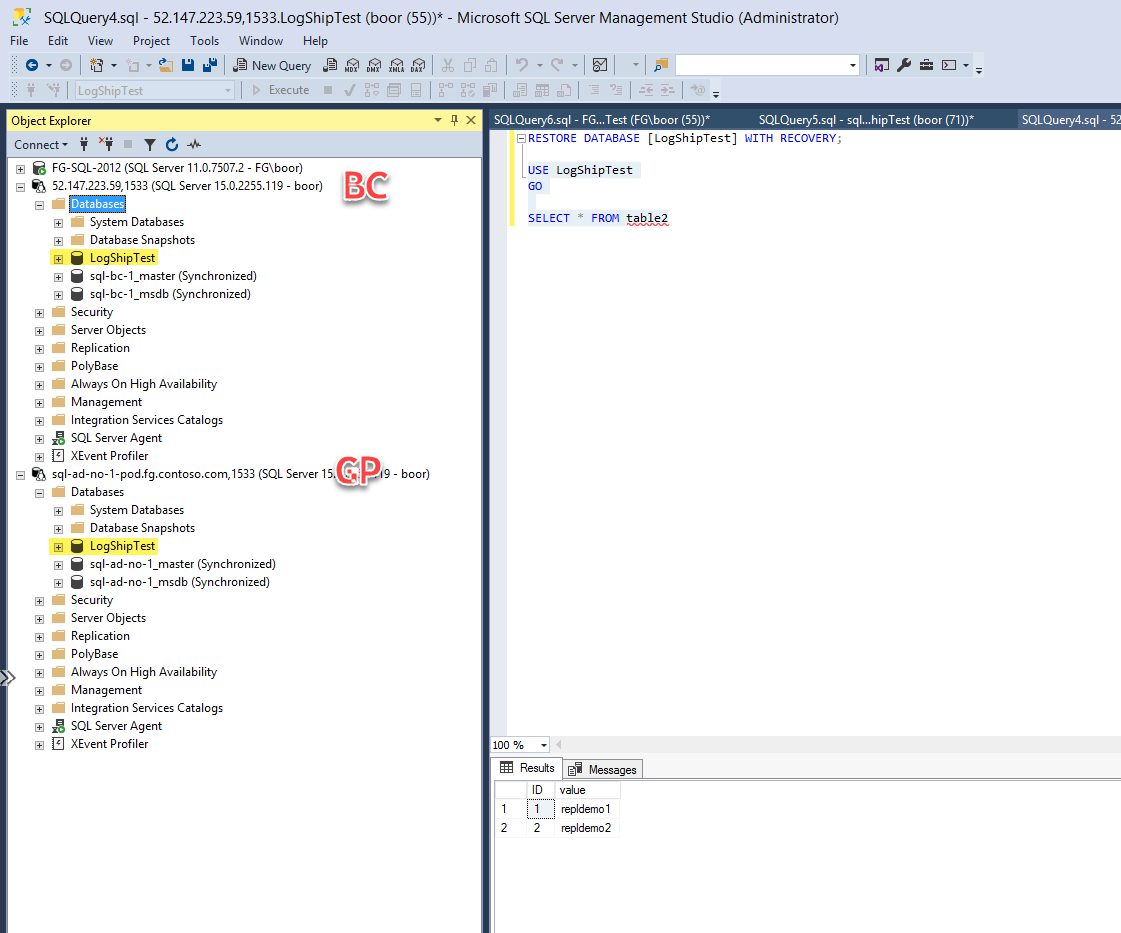 SQLQuery4.sql - 52.147.223.59,1533.LogShipTest (boor (55))* - Microsoft SQL Server Management Studio (Administrator)
File Edit View Project Tools Window Help
New Query MDX DMX XMLA DAX
LogShipTest Execute
Object Explorer
Connect
FG-SQL-2012 (SQL Server 11.0.7507.2 - FG\boor)
52.147.223.59,1533 (SQL Server 15.0.2255.119 - boor)
BC
Databases
System Databases
Database Snapshots
LogShipTest
sql-bc-1_master (Synchronized)
sql-bc-1_msdb (Synchronized)
Security
Server Objects
Replication
PolyBase
Always On High Availability
Management
Integration Services Catalogs
SQL Server Agent
XEvent Profiler
sql-ad-no-1-pod.fg.contoso.com,1533 (SQL Server 15. 19 - boor)
GP
Databases
System Databases
Database Snapshots
LogShipTest
sql-ad-no-1_master (Synchronized)
sql-ad-no-1_msdb (Synchronized)
Security
Server Objects
Replication
PolyBase
Always On High Availability
Management
Integration Services Catalogs
SQL Server Agent
XEvent Profiler
SQLQuery6.sql - FG...Test (FG\boor (55))* SQLQuery5.sql - sql...hipTest (boor (71))* SQLQuery4.sql - 52
RESTORE DATABASE [LogShipTest] WITH RECOVERY;
USE LogShipTest
GO
SELECT * FROM table2
100 %
Results Messages
ID value
1 1 repldemo1
2 2 repldemo2